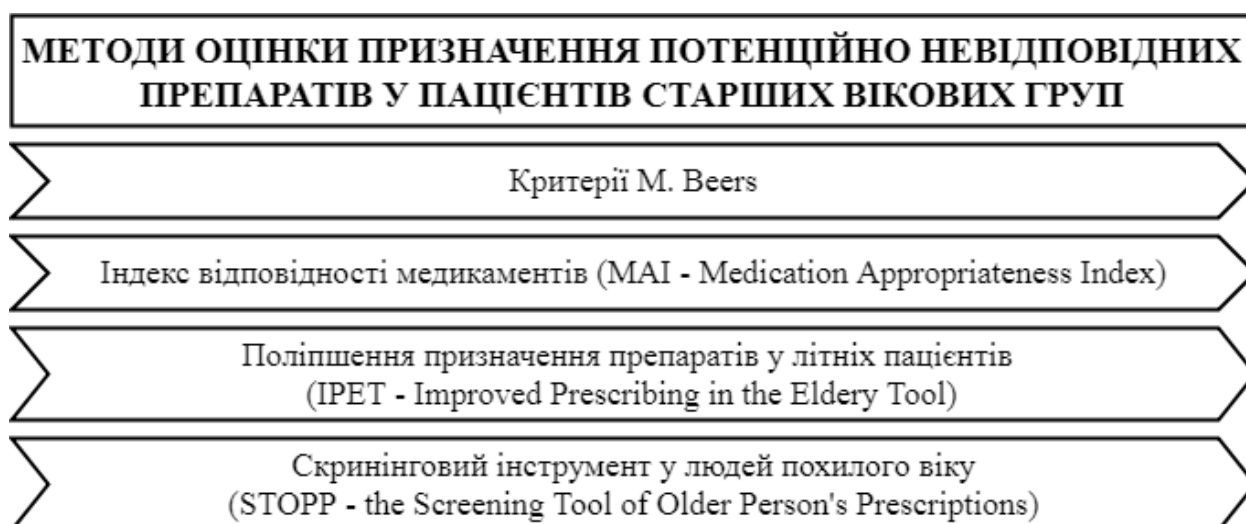 МЕТОДИ ОЦІНКИ ПРИЗНАЧЕННЯ ПОТЕНЦІЙНО НЕВІДПОВІДНИХ
ПРЕПАРАТІВ У ПАЦІЄНТІВ СТАРШИХ ВІКОВИХ ГРУП
Критерії M. Beers
Індекс відповідності медикаментів (MAI - Medication Appropriateness Index)
Поліпшення призначення препаратів у літніх пацієнтів
(IPET - Improved Prescribing in the Eldery Tool)
Скринінговий інструмент у людей похилого віку
(STOPP - the Screening Tool of Older Person's Prescriptions)